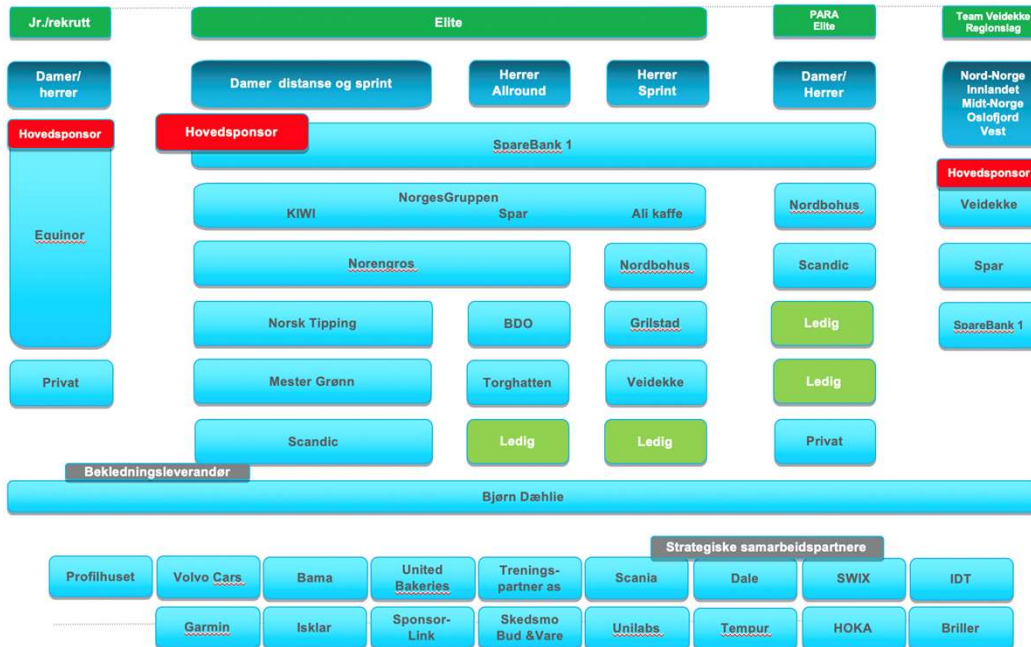 Jr./rekrutt
Elite
PARA
Elite
Team Veidekke
Regionslag
Damer/
herrer
Damer distanse og sprint
Herrer
Allround
Herrer
Sprint
Damer/
Herrer
Nord-Norge
Innlandet
Midt-Norge
Oslofjord
Vest
Hovedsponsor
Hovedsponsor
SpareBank 1
Hovedsponsor
Equinor
NorgesGruppen
KIWI
Spar
Ali kaffe
Nordbohus
Veidekke
Norengros
Nordbohus
Scandic
Spar
Norsk Tipping
BDO
Grilstad
Ledig
SpareBank 1
Privat
Mester Grønn
Torghatten
Veidekke
Ledig
Scandic
Ledig
Ledig
Privat
Bekledningsleverandør
Bjørn Dæhlie
Strategiske samarbeidspartnere
Profilhuset
Volvo Cars
Bama
United
Bakeries
Trenings-
partner as
Scania
Dale
SWIX
IDT
Garmin
Isklar
Sponsor-
Link
Skedsmo
Bud &Vare
Unilabs
Tempur
HOKA
Briller